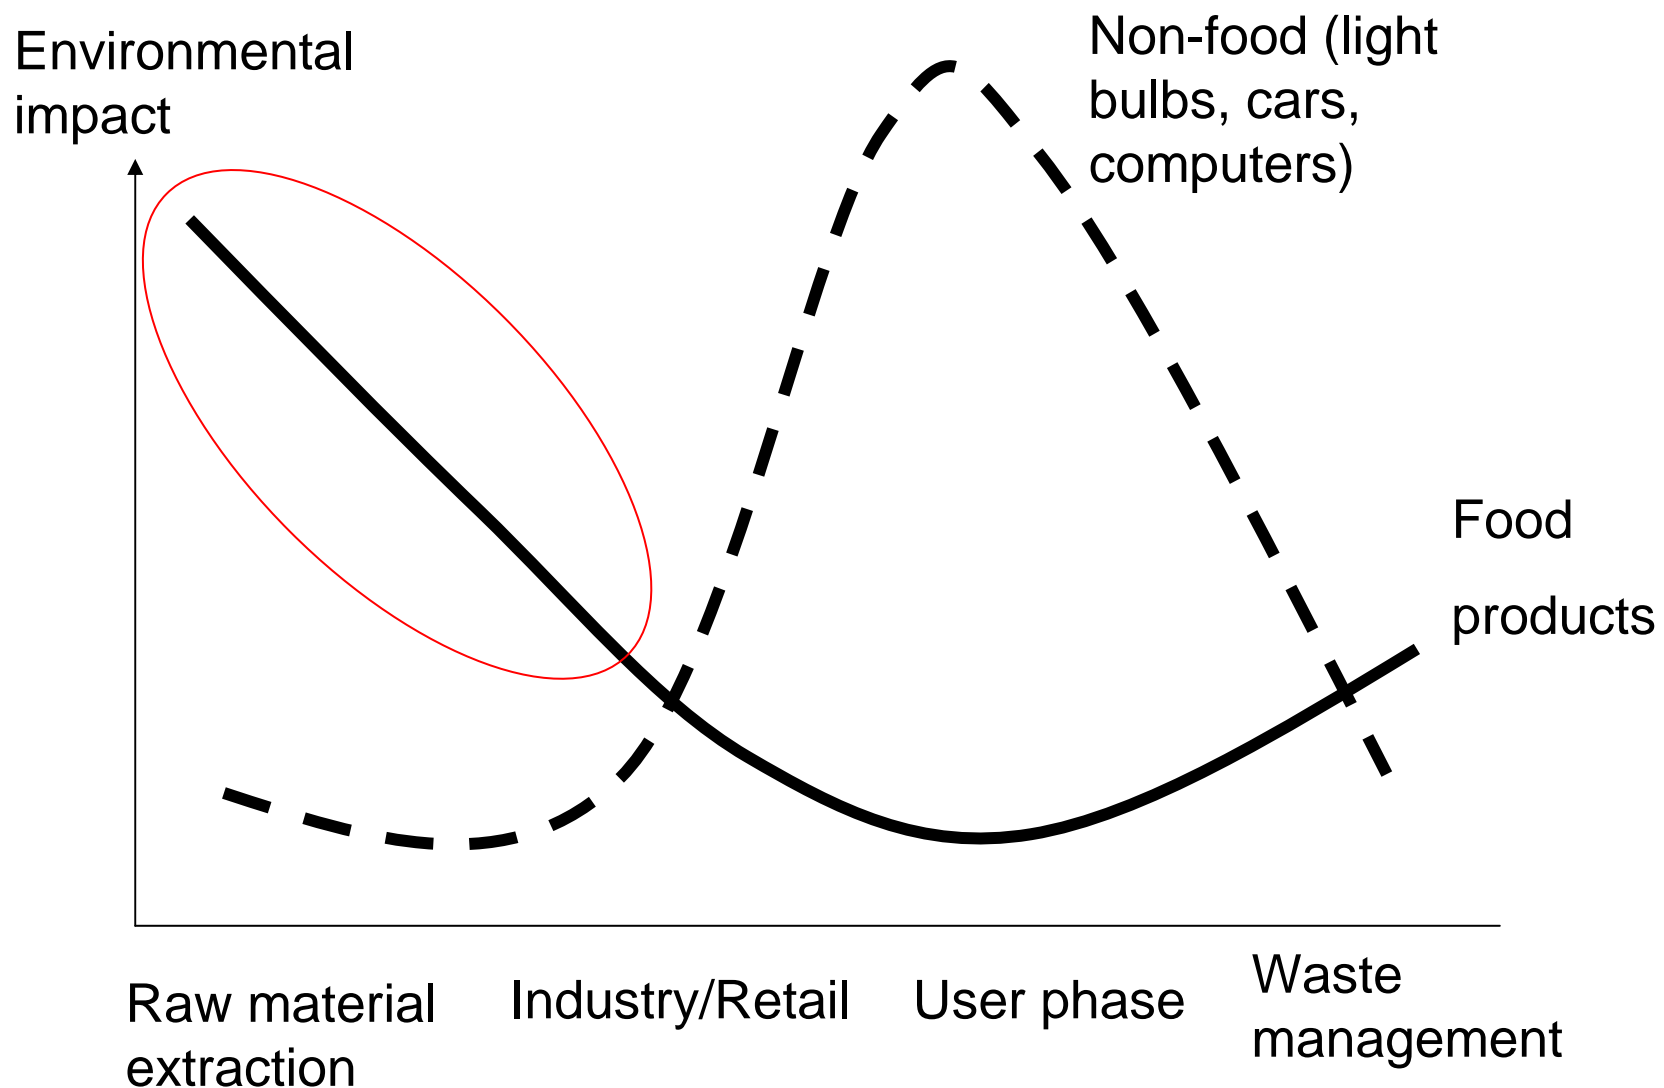 Environmental
impact
Non-food (light
bulbs, cars,
computers)
Food
products
Raw material
extraction
Industry/Retail
User phase
Waste
management